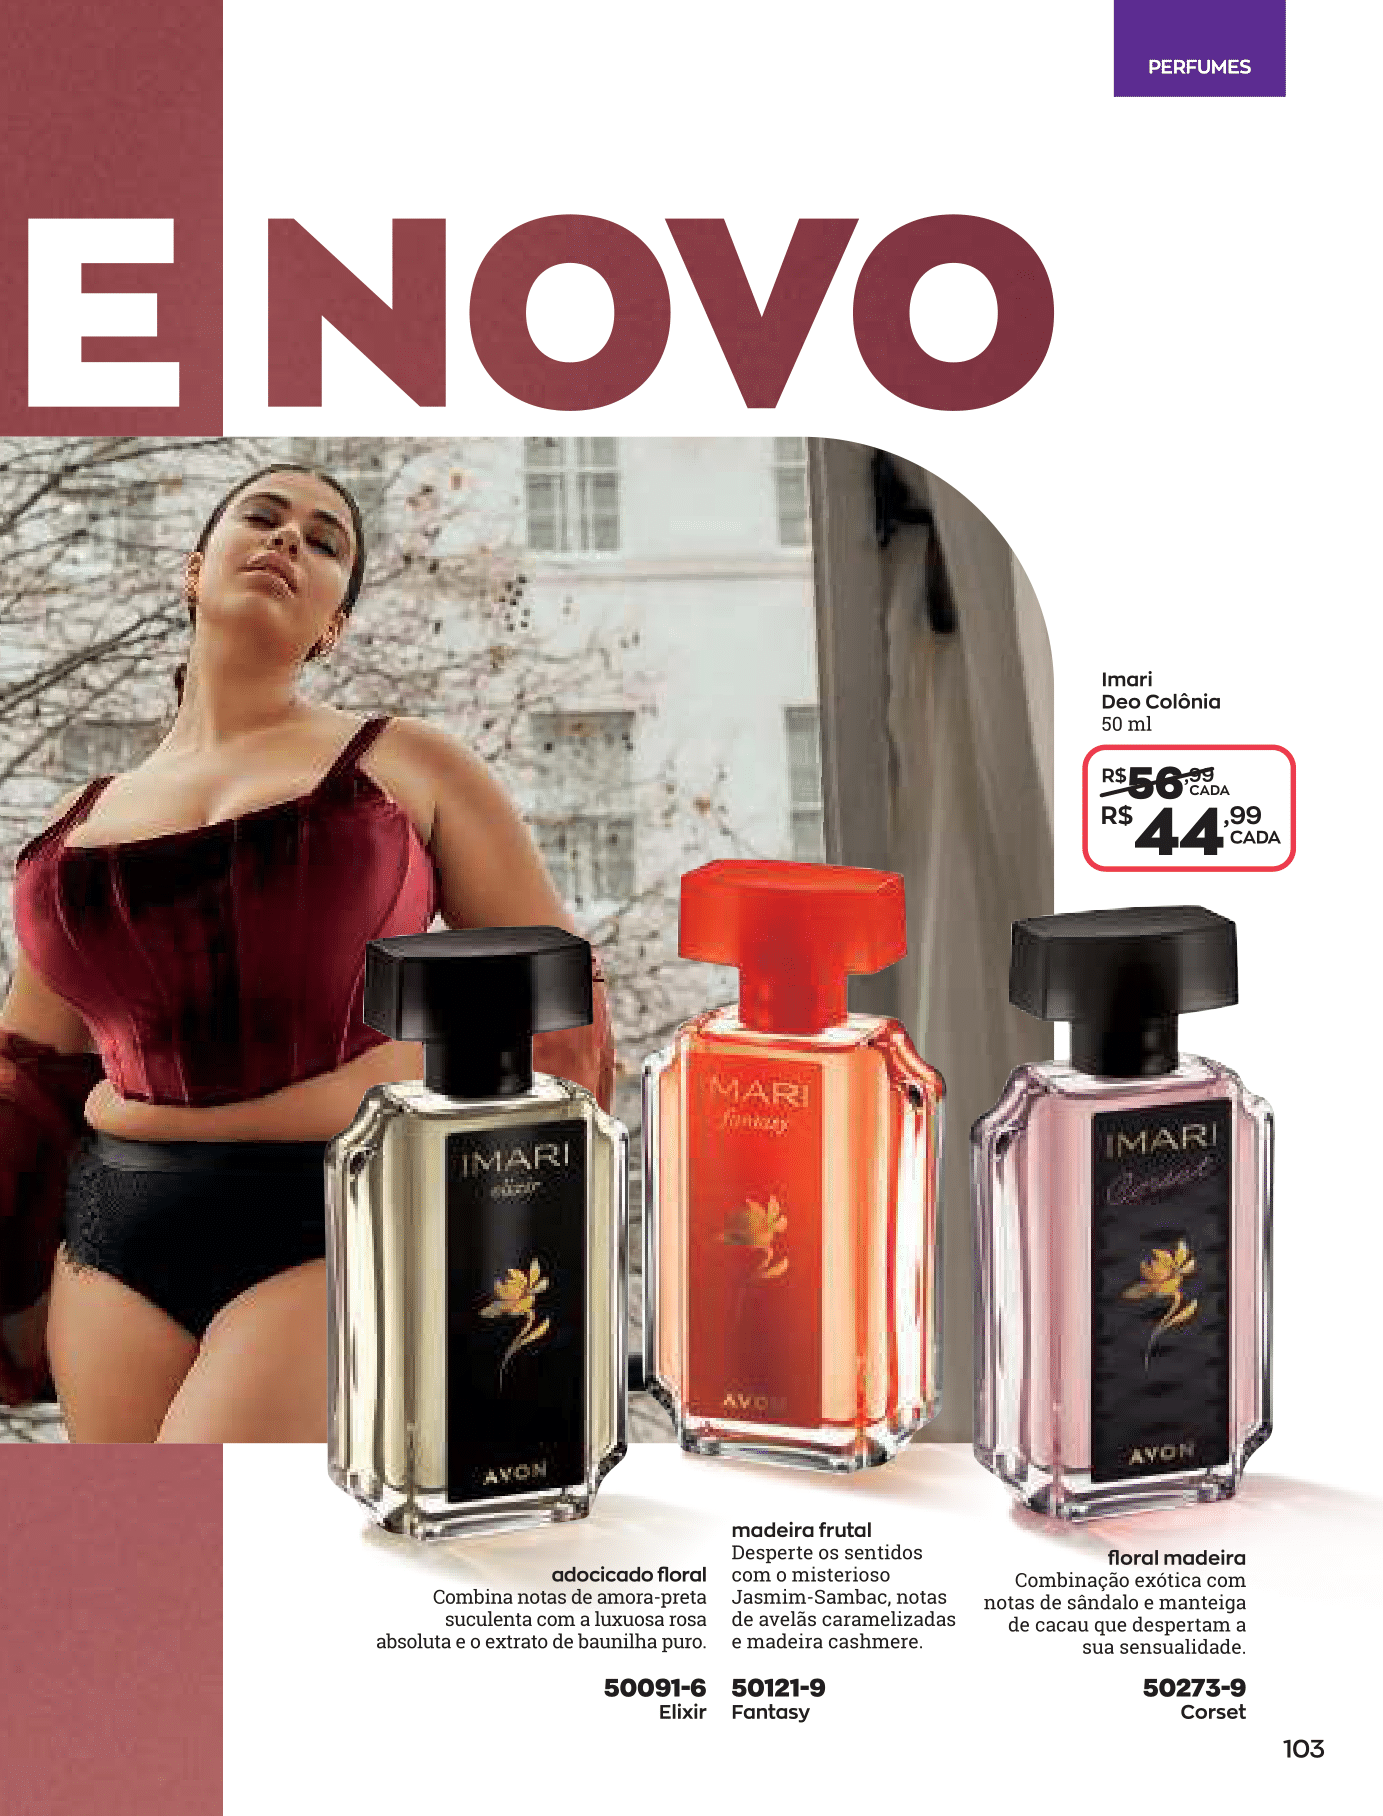 PERFUMES
E NOVO
Imari
Deo Colônia
50 ml
R$56,99
CADA
R$44,99
CADA
IMARI
elixir
AVON
IMARI
fantasy
AVON
IMARI
Corset
AVON
adocicado floral
Combina notas de amora-preta
suculenta com a luxuosa rosa
absoluta e o extrato de baunilha puro.
50091-6
Elixir
madeira frutal
Desperte os sentidos
com o misterioso
Jasmim-Sambac, notas
de avelãs caramelizadas
e madeira cashmere.
50121-9
Fantasy
floral madeira
Combinação exótica com
notas de sândalo e manteiga
de cacau que despertam a
sua sensualidade.
50273-9
Corset
103